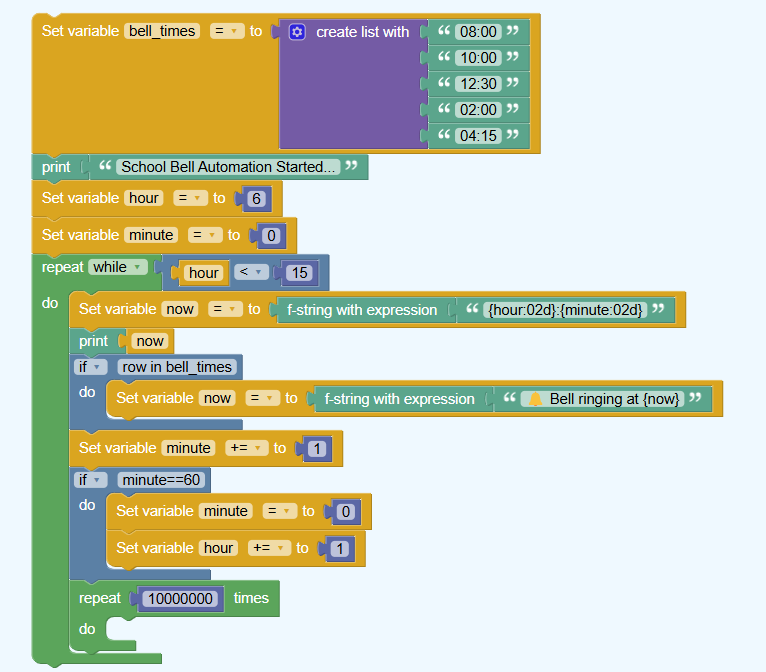 Set variable bell_times = to create list with “ 08:00 ”
“ 10:00 ”
“ 12:30 ”
“ 02:00 ”
“ 04:15 ”
print “ School Bell Automation Started... ”
Set variable hour = to 6
Set variable minute = to 0
repeat while hour < 15
do
Set variable now = to f-string with expression “ {hour:02d}:{minute:02d} ”
print now
if row in bell_times
do
Set variable now = to f-string with expression “ 🔔 Bell ringing at {now} ”
Set variable minute += to 1
if minute==60
do
Set variable minute = to 0
Set variable hour += to 1
repeat 10000000 times
do